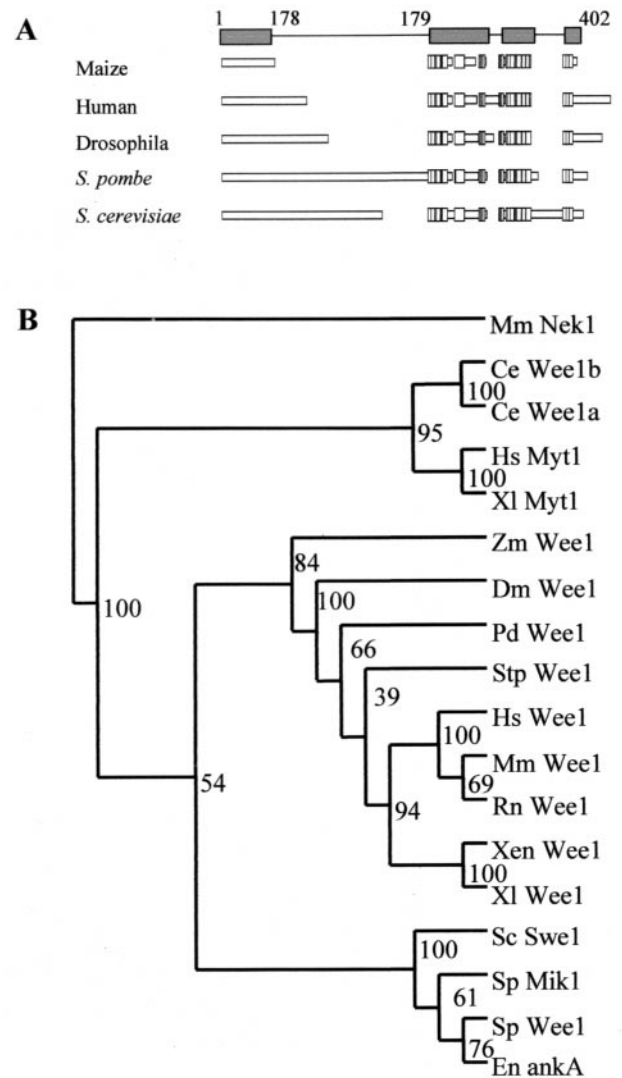 A
1 178 179 402
Maize
Human
Drosophila
S. pombe
S. cerevisiae
B
Mm Nek1
Ce Wee1b
100
Ce Wee1a
95
Hs Myt1
100
Xl Myt1
Zm Wee1
84
Dm Wee1
100
100
Pd Wee1
66
Stp Wee1
39
Hs Wee1
100
Mm Wee1
69
54
Rn Wee1
94
Xen Wee1
100
Xl Wee1
Sc Swe1
100
Sp Mik1
61
Sp Wee1
76
En ankA